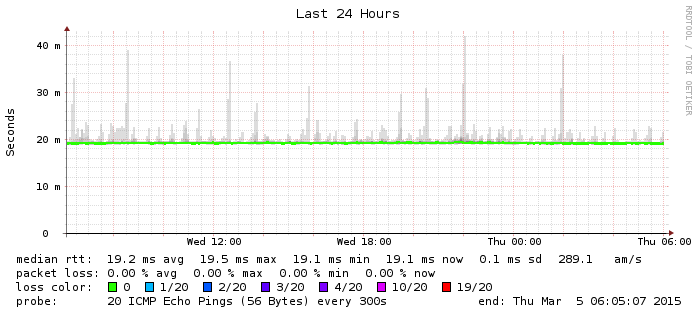 Last 24 Hours
RRDTOOL / TOBI OETIKER
Seconds
40 m
30 m
20 m
10 m
0
Wed 12:00 Wed 18:00 Thu 00:00 Thu 06:00
median rtt: 19.2 ms avg 19.5 ms max 19.1 ms min 19.1 ms now 0.1 ms sd 289.1 am/s
packet loss: 0.00 % avg 0.00 % max 0.00 % min 0.00 % now
loss color: 0 1/20 2/20 3/20 4/20 10/20 19/20
probe: 20 ICMP Echo Pings (56 Bytes) every 300s end: Thu Mar 5 06:05:07 2015